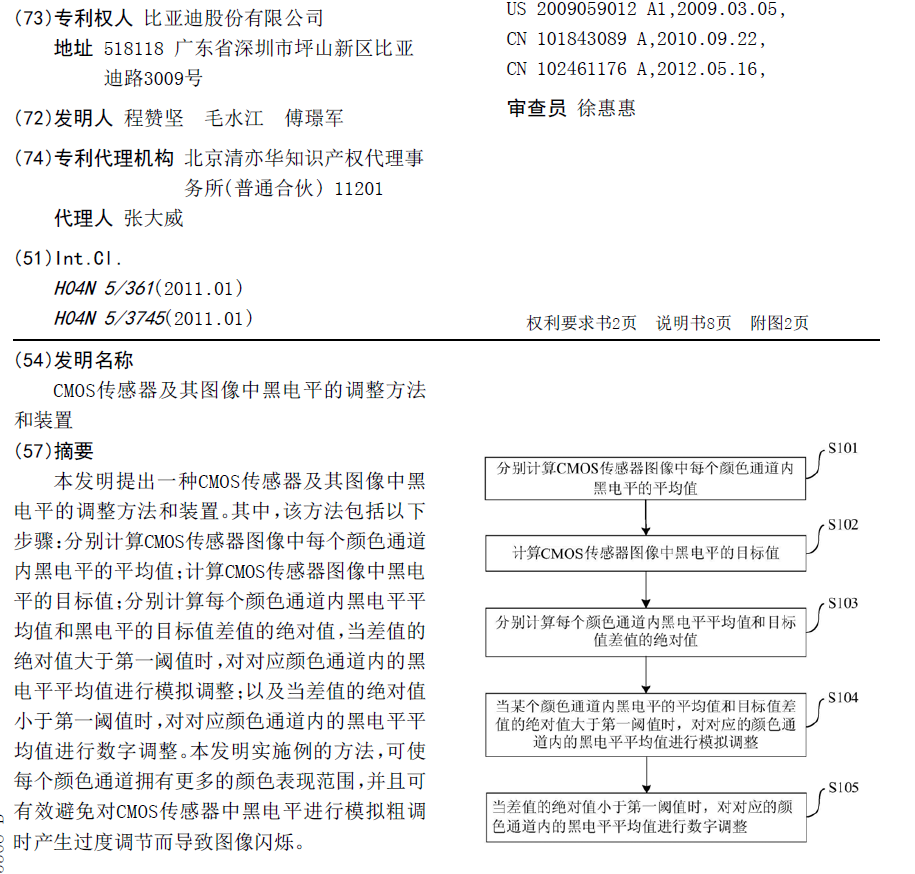 (73)专利权人 比亚迪股份有限公司
地址 518118 广东省深圳市坪山新区比亚
迪路3009号
(72)发明人 程赞坚 毛水江 傅璟军
(74)专利代理机构 北京清亦华知识产权代理事
务所(普通合伙) 11201
代理人 张大威
(51)Int.Cl.
H04N 5/361(2011.01)
H04N 5/3745(2011.01)
US 2009059012 A1,2009.03.05,
CN 101843089 A,2010.09.22,
CN 102461176 A,2012.05.16,
审查员 徐惠惠
权利要求书2页 说明书8页 附图2页
(54)发明名称
CMOS传感器及其图像中黑电平的调整方法
和装置
(57)摘要
本发明提出一种CMOS传感器及其图像中黑
电平的调整方法和装置。其中,该方法包括以下
步骤:分别计算CMOS传感器图像中每个颜色通道
内黑电平的平均值;计算CMOS传感器图像中黑电
平的目标值;分别计算每个颜色通道内黑电平平
均值和黑电平的目标值差值的绝对值,当差值的
绝对值大于第一阈值时,对对应颜色通道内的黑
电平平均值进行模拟调整;以及当差值的绝对值
小于第一阈值时,对对应颜色通道内的黑电平平
均值进行数字调整。本发明实施例的方法,可使
每个颜色通道拥有更多的颜色表现范围,并且可
有效避免对CMOS传感器中黑电平进行模拟粗调
时产生过度调节而导致图像闪烁。
S101
分别计算CMOS传感器图像中每个颜色通道内
黑电平的平均值
S102
计算CMOS传感器图像中黑电平的目标值
S103
分别计算每个颜色通道内黑电平平均值和目标
值差值的绝对值
S104
当某个颜色通道内黑电平的平均值和目标值差
值的绝对值大于第一阈值时，对对应的颜色通
道内的黑电平平均值进行模拟调整
S105
当差值的绝对值小于第一阈值时，对对应的颜
色通道内的黑电平平均值进行数字调整